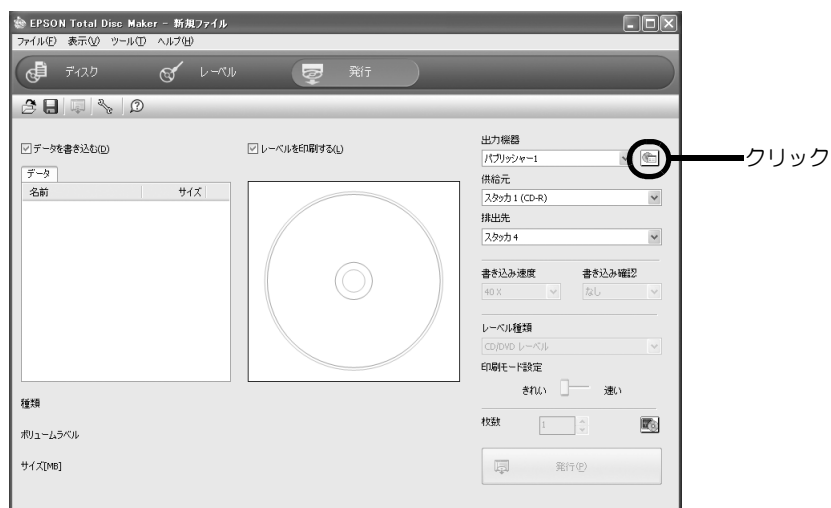 EPSON Total Disc Maker - 新規ファイル
ファイル(F) 表示(V) ツール(T) ヘルプ(H)
ディスク レーベル 発行
データを書き込む(D)
データ
名前 サイズ
種類
ボリュームラベル
サイズ[MB]
レーベルを印刷する(L)
出力機器
パブリッシャー1
クリック
供給元
スタッカ 1 (CD-R)
排出先
スタッカ 4
書き込み速度 書き込み確認
40 X なし
レーベル種類
CD/DVD レーベル
印刷モード設定
きれい 速い
枚数 1
発行(P)